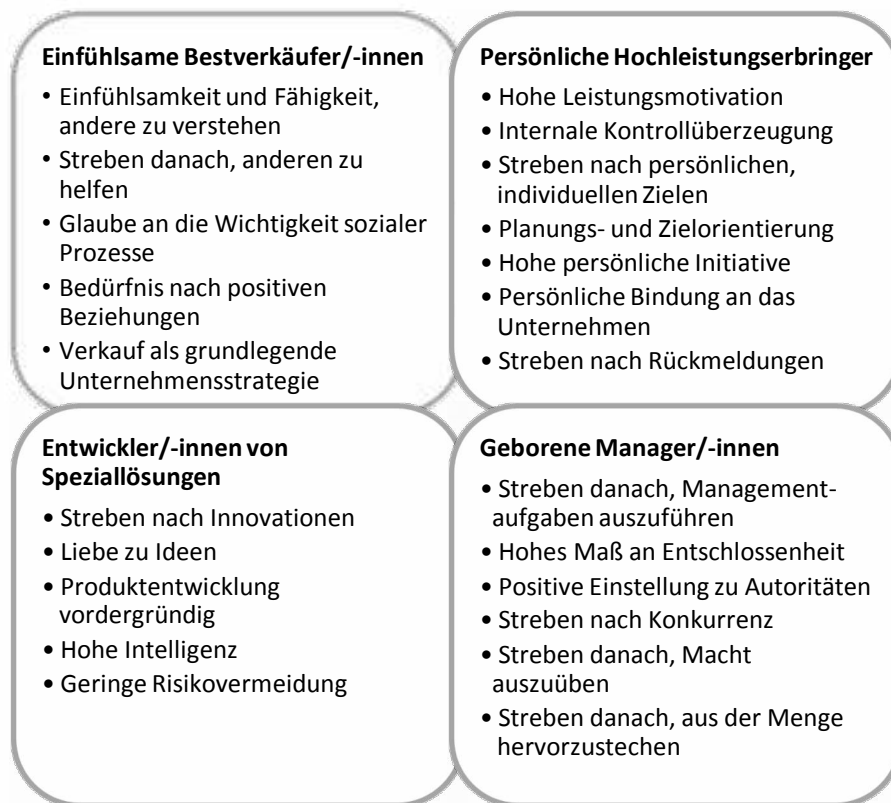 Einfühlsame Bestverkäufer/-innen
• Einfühlsamkeit und Fähigkeit,
andere zu verstehen
• Streben danach, anderen zu
helfen
• Glaube an die Wichtigkeit sozialer
Prozesse
• Bedürfnis nach positiven
Beziehungen
• Verkauf als grundlegende
Unternehmensstrategie
Persönliche Hochleistungserbringer
• Hohe Leistungsmotivation
• Internale Kontrollüberzeugung
• Streben nach persönlichen,
individuellen Zielen
• Planungs- und Zielorientierung
• Hohe persönliche Initiative
• Persönliche Bindung an das
Unternehmen
• Streben nach Rückmeldungen
Entwickler/-innen von
Speziallösungen
• Streben nach Innovationen
• Liebe zu Ideen
• Produktentwicklung
vordergründig
• Hohe Intelligenz
• Geringe Risikovermeidung
Geborene Manager/-innen
• Streben danach, Management-
aufgaben auszuführen
• Hohes Maß an Entschlossenheit
• Positive Einstellung zu Autoritäten
• Streben nach Konkurrenz
• Streben danach, Macht
auszuüben
• Streben danach, aus der Menge
hervorzustechen